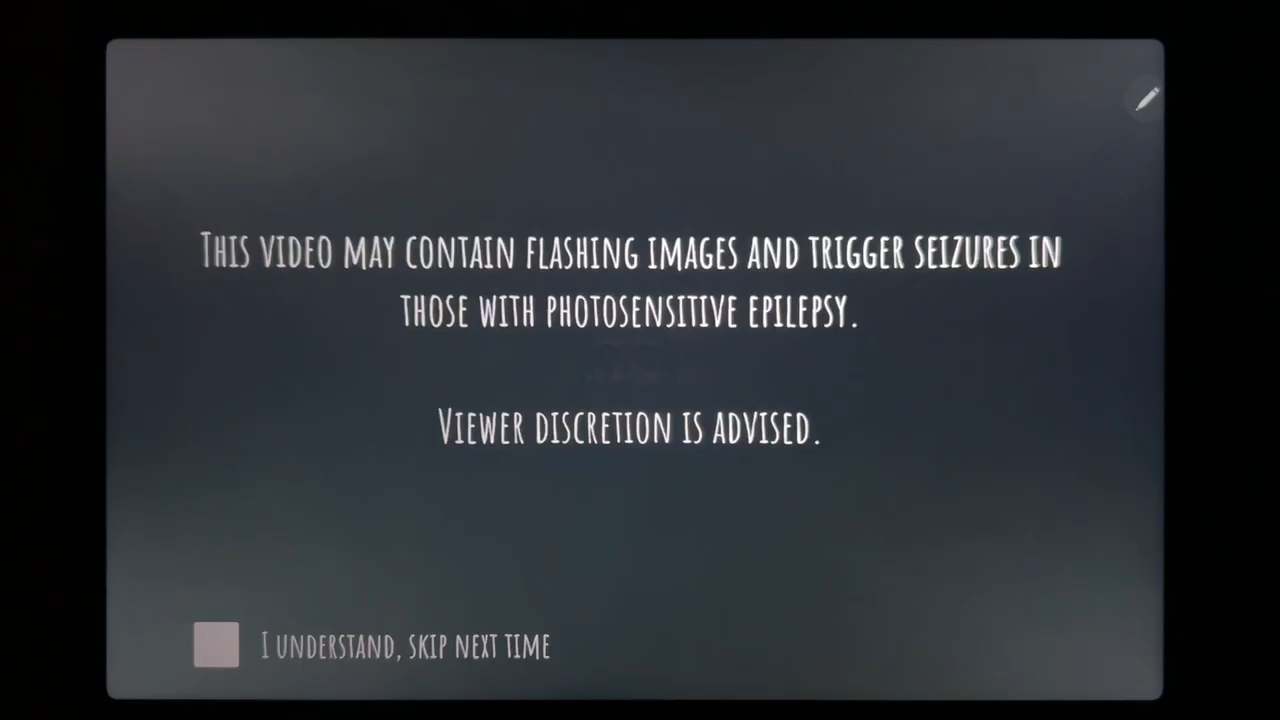 This video may contain flashing images and trigger seizures in
those with photosensitive epilepsy.
Viewer discretion is advised.
I understand, skip next time